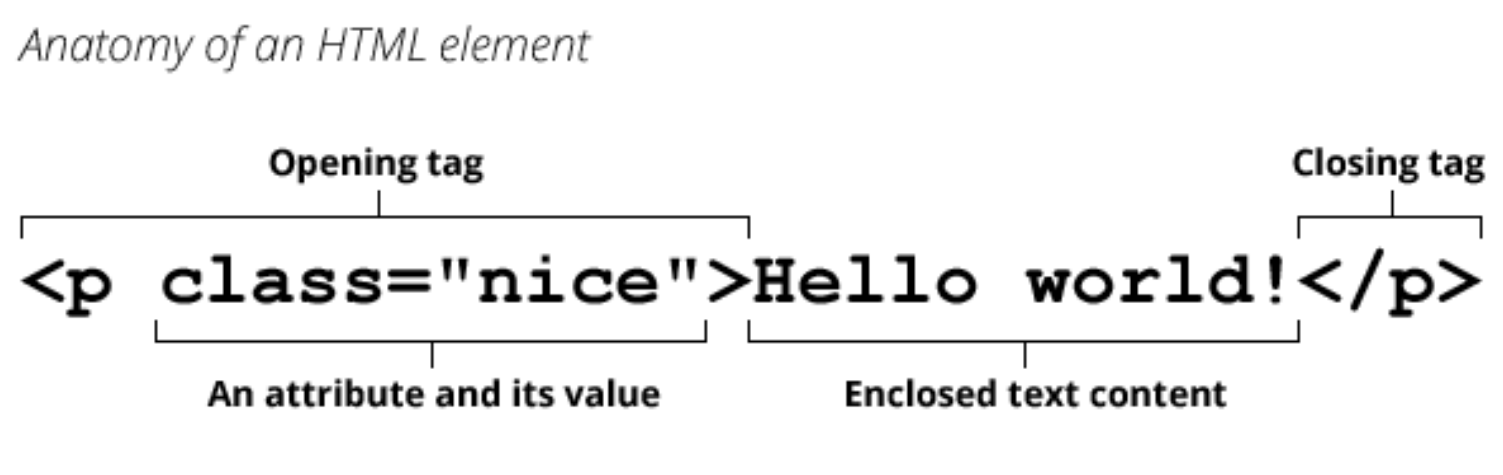 Anatomy of an HTML element
Opening tag
Closing tag
<p class="nice">Hello world!</p>
An attribute and its value
Enclosed text content